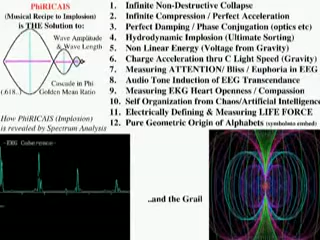 PhiRICAIS
(Musical Recipe to Implosion)
is THE Solution to:
Wave Amplitude
& Wave Length
Cascade in Phi
(.618..) Golden Mean Ratio
How PhiRICAIS (Implosion)
is revealed by Spectrum Analysis
1. Infinite Non-Destructive Collapse
2. Infinite Compression / Perfect Acceleration
3. Perfect Damping / Phase Conjugation (optics etc)
4. Hydrodynamic Implosion (Ultimate Sorting)
5. Non Linear Energy (Voltage from Gravity)
6. Charge Acceleration thru C Light Speed (Gravity)
7. Measuring ATTENTION/ Bliss / Euphoria in EEG
8. Audio Tone Induction of EEG Transcendance
9. Measuring EKG Heart Openness / Compassion
10. Self Organization from Chaos/Artificial Intelligence
11. Electrically Defining & Measuring LIFE FORCE
12. Pure Geometric Origin of Alphabets
-EKG Coherence-
..and the Grail